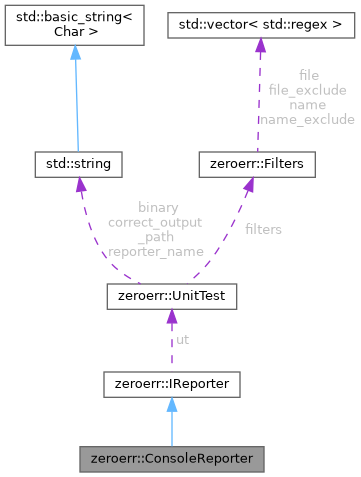 std::basic_string<
Char >
std::vector< std::regex >
file
file_exclude
name
name_exclude
std::string
zeroerr::Filters
binary
correct_output
_path
reporter_name
filters
zeroerr::UnitTest
ut
zeroerr::IReporter
zeroerr::ConsoleReporter